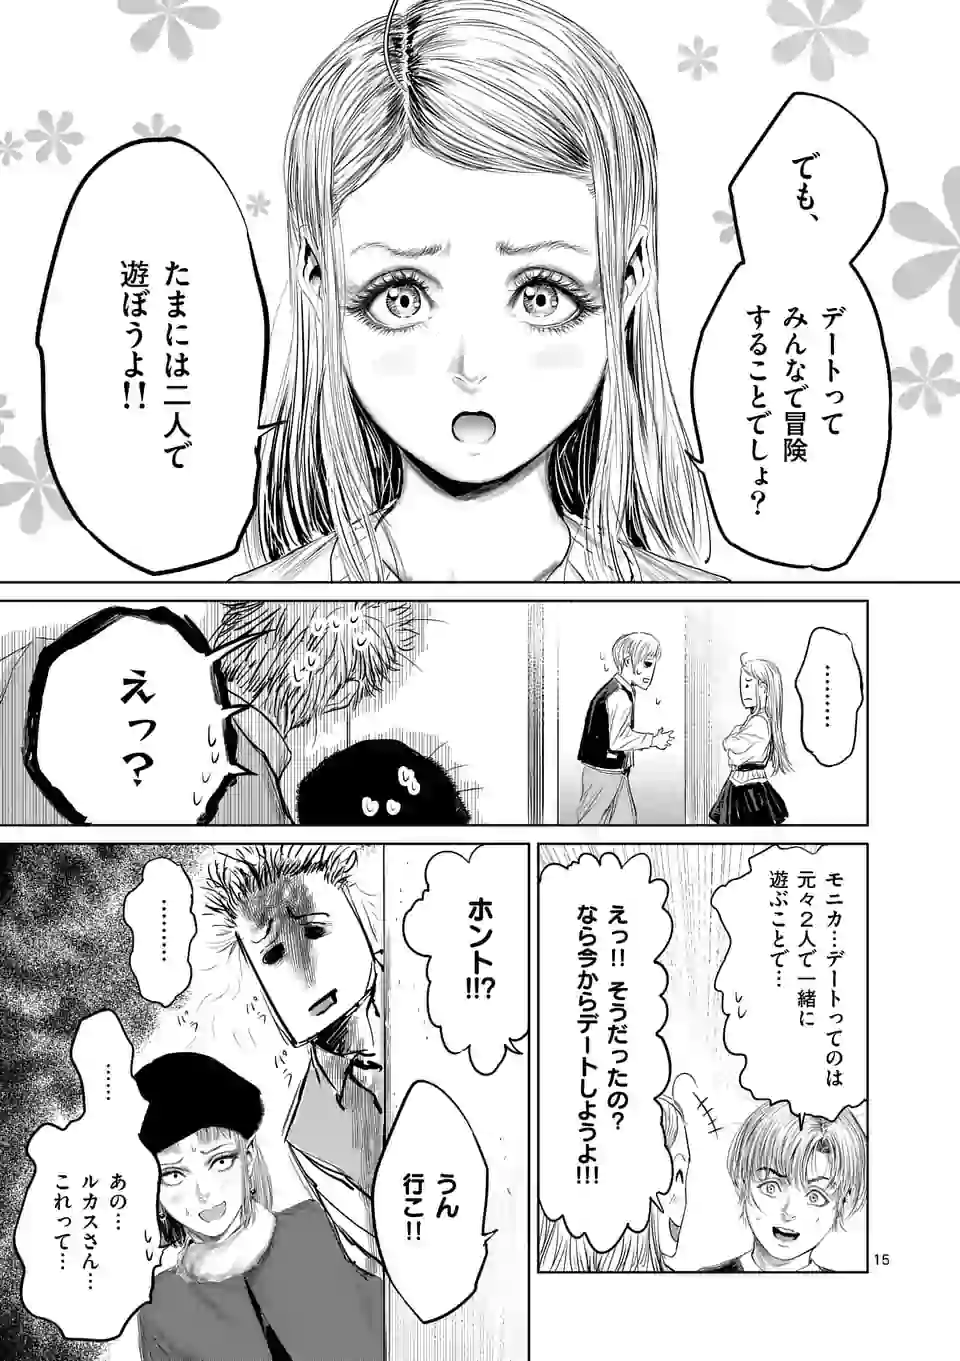 でも、
デートって
みんなで冒険
することでしょ？
たまには二人で
遊ぼうよ!!
………
えっ？
モニカ…デートってのは
元々２人で一緒に
遊ぶことで…
えっ!! そうだったの？
なら今からデートしようよ!!!
ホント!!?
うん
行こ!!
………
……
あの…
ルカスさん…
これって…
15